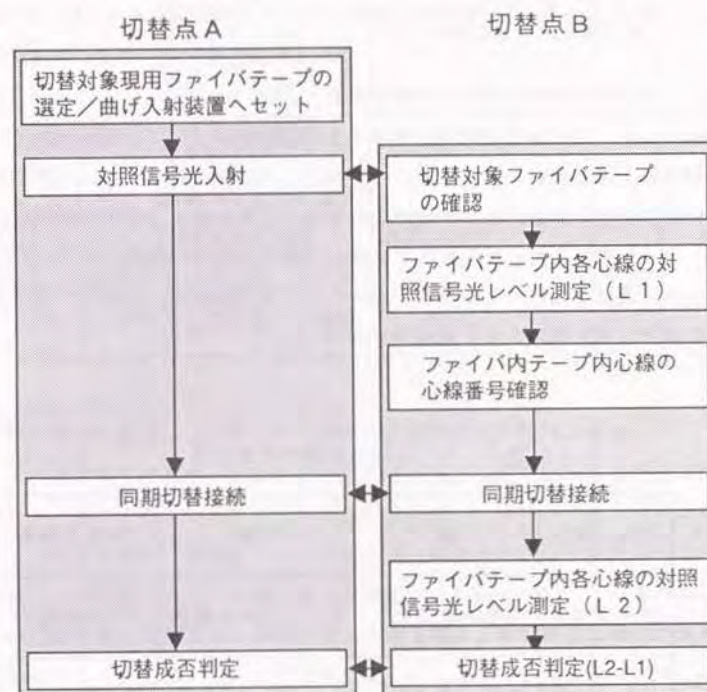 切替点A
切替対象現用ファイバテープの
選定／曲げ入射装置へセット
対照信号光入射
同期切替接続
切替成否判定
切替点B
切替対象ファイバテープ
の確認
ファイバテープ内各心線の対
照信号光レベル測定（L1）
ファイバ内テープ内心線の
心線番号確認
同期切替接続
ファイバテープ内各心線の対照
信号光レベル測定（L2）
切替成否判定(L2-L1)